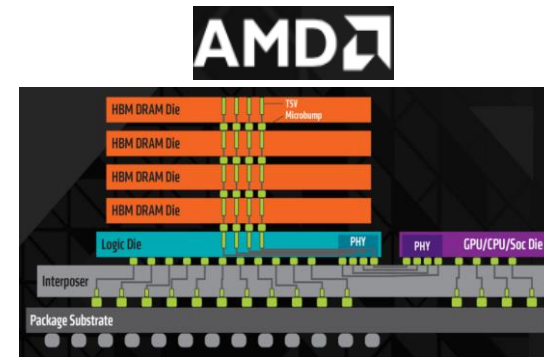 AMD
HBM DRAM Die
TSV
Microbump
HBM DRAM Die
HBM DRAM Die
HBM DRAM Die
Logic Die
PHY
PHY
GPU/CPU/Soc Die
Interposer
Package Substrate